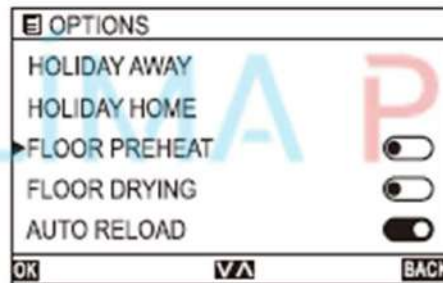 OPTIONS
HOLIDAY AWAY
HOLIDAY HOME
FLOOR PREHEAT
FLOOR DRYING
AUTO RELOAD
OK BACK